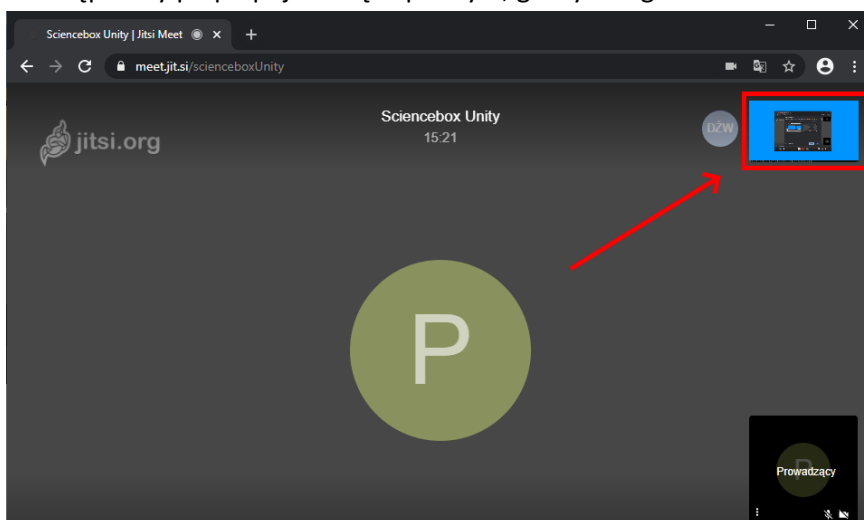 Sciencebox Unity | Jitsi Meet
meet.jit.si/scienceboxUnity
jitsi.org
Sciencebox Unity
15:21
DŻW
P
Prowadzący